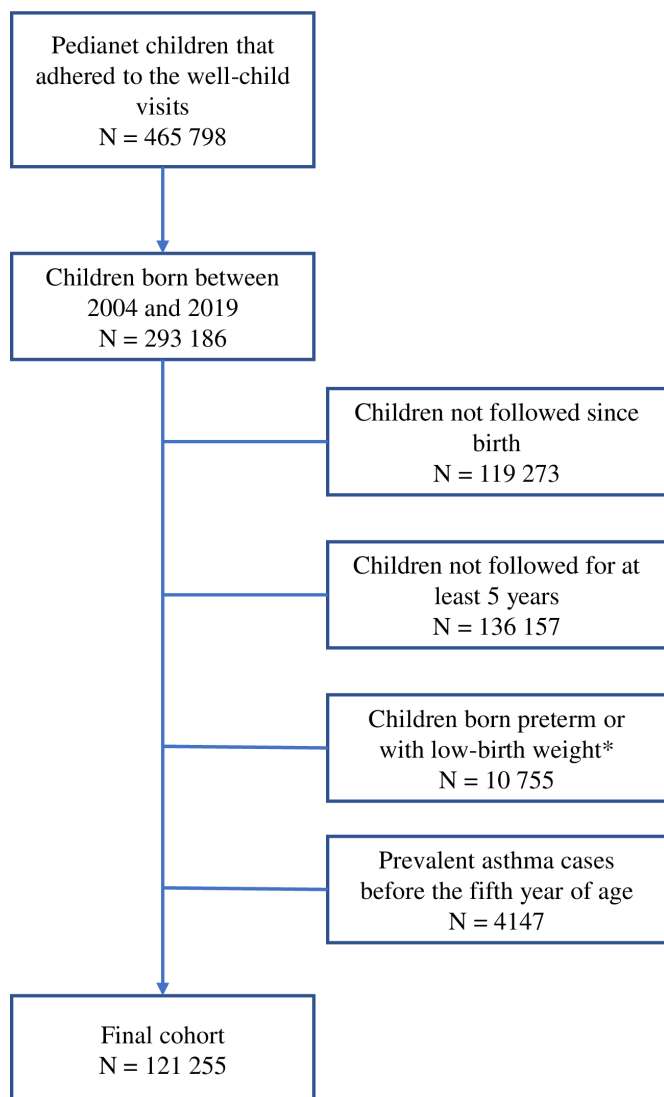 Pedianet children that
adhered to the well-child
visits
N = 465 798
Children born between
2004 and 2019
N = 293 186
Children not followed since
birth
N = 119 273
Children not followed for at
least 5 years
N = 136 157
Children born preterm or
with low-birth weight*
N = 10 755
Prevalent asthma cases
before the fifth year of age
N = 4147
Final cohort
N = 121 255